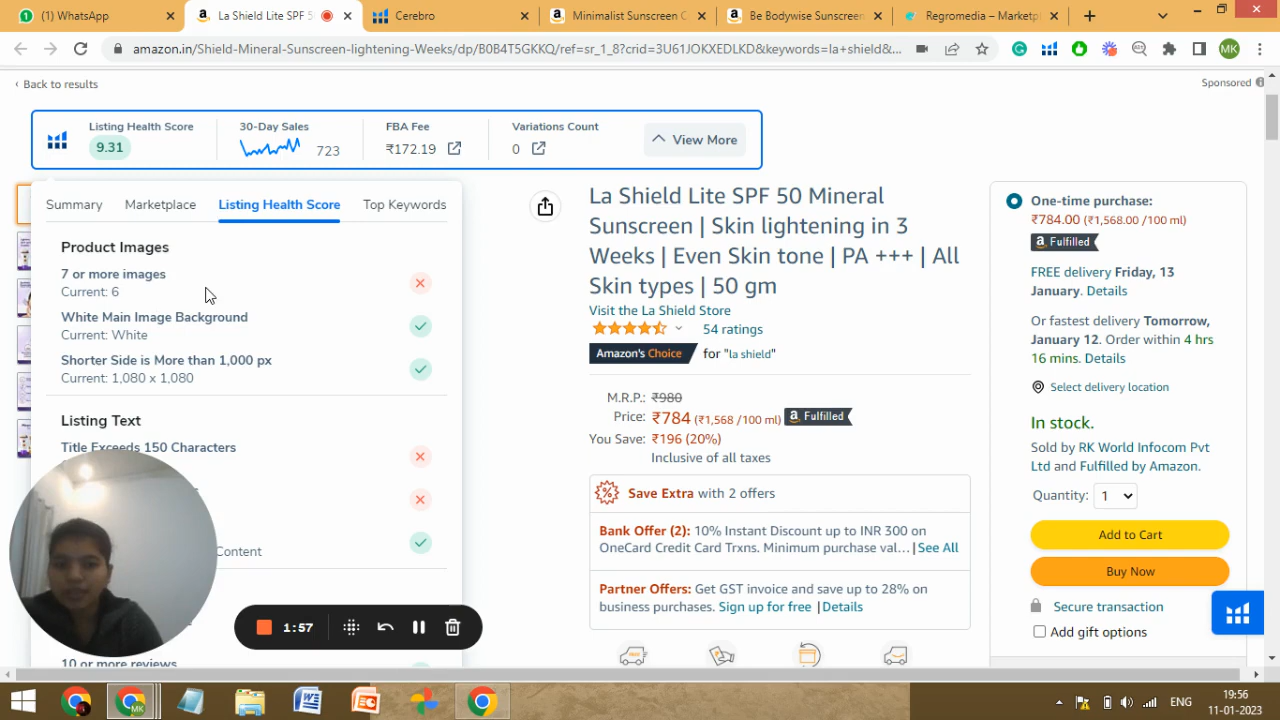 (1) WhatsApp
La Shield Lite SPF 5
Cerebro
Minimalist Sunscreen C
Be Bodywise Sunscreen
Regromedia – Marketpl
amazon.in/Shield-Mineral-Sunscreen-lightening-Weeks/dp/B0B4T5GKKQ/ref=sr_1_8?crid=3U61JOKXEDLKD&keywords=la+shield&...
MK
‹ Back to results
Sponsored
Listing Health Score
9.31
30-Day Sales
723
FBA Fee
₹172.19
Variations Count
0
View More
Summary
Marketplace
Listing Health Score
Top Keywords
Product Images
7 or more images
Current: 6
White Main Image Background
Current: White
Shorter Side is More than 1,000 px
Current: 1,080 x 1,080
Listing Text
Title Exceeds 150 Characters
Content
10 or more reviews
1:57
La Shield Lite SPF 50 Mineral
Sunscreen | Skin lightening in 3
Weeks | Even Skin tone | PA +++ | All
Skin types | 50 gm
Visit the La Shield Store
54 ratings
Amazon's Choice for "la shield"
M.R.P.: ₹980
Price: ₹784 (₹1,568 /100 ml) Fulfilled
You Save: ₹196 (20%)
Inclusive of all taxes
Save Extra with 2 offers
Bank Offer (2): 10% Instant Discount up to INR 300 on
OneCard Credit Card Trxns. Minimum purchase val... | See All
Partner Offers: Get GST invoice and save up to 28% on
business purchases. Sign up for free | Details
One-time purchase:
₹784.00 (₹1,568.00 /100 ml)
Fulfilled
FREE delivery Friday, 13
January. Details
Or fastest delivery Tomorrow,
January 12. Order within 4 hrs
16 mins. Details
Select delivery location
In stock.
Sold by RK World Infocom Pvt
Ltd and Fulfilled by Amazon.
Quantity: 1
Add to Cart
Buy Now
Secure transaction
Add gift options
MK
ENG
19:56
11-01-2023